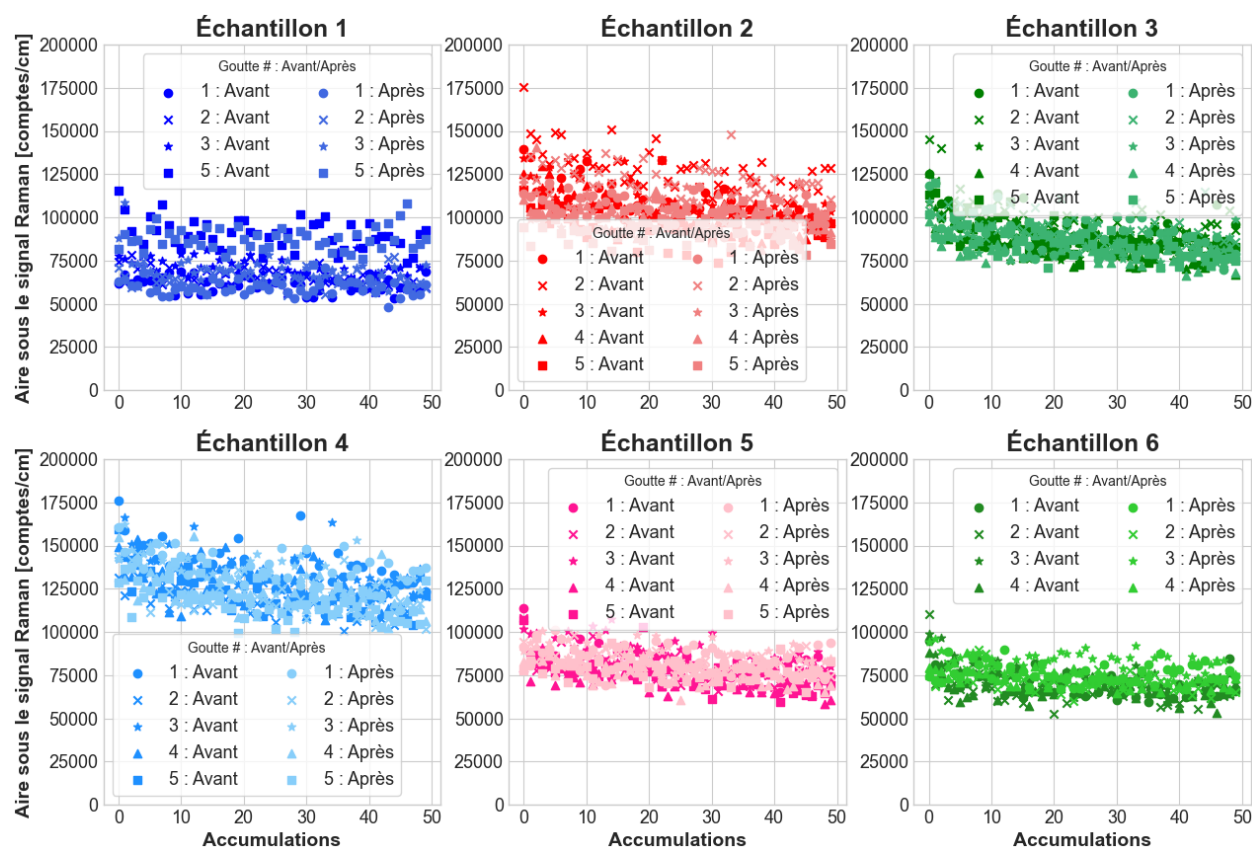 Échantillon 1
Aire sous le signal Raman [comptes/cm]
200000
175000
150000
125000
100000
75000
50000
25000
0
Goutte # : Avant/Après
1 : Avant 1 : Après
2 : Avant 2 : Après
3 : Avant 3 : Après
5 : Avant 5 : Après
0 10 20 30 40 50
Échantillon 2
200000
175000
150000
125000
100000
75000
50000
25000
0
Goutte # : Avant/Après
1 : Avant 1 : Après
2 : Avant 2 : Après
3 : Avant 3 : Après
4 : Avant 4 : Après
5 : Avant 5 : Après
0 10 20 30 40 50
Échantillon 3
200000
175000
150000
125000
100000
75000
50000
25000
0
Goutte # : Avant/Après
1 : Avant 1 : Après
2 : Avant 2 : Après
3 : Avant 3 : Après
4 : Avant 4 : Après
5 : Avant 5 : Après
0 10 20 30 40 50
Échantillon 4
Aire sous le signal Raman [comptes/cm]
200000
175000
150000
125000
100000
75000
50000
25000
0
Goutte # : Avant/Après
1 : Avant 1 : Après
2 : Avant 2 : Après
3 : Avant 3 : Après
4 : Avant 4 : Après
5 : Avant 5 : Après
0 10 20 30 40 50
Accumulations
Échantillon 5
200000
175000
150000
125000
100000
75000
50000
25000
0
Goutte # : Avant/Après
1 : Avant 1 : Après
2 : Avant 2 : Après
3 : Avant 3 : Après
4 : Avant 4 : Après
5 : Avant 5 : Après
0 10 20 30 40 50
Accumulations
Échantillon 6
200000
175000
150000
125000
100000
75000
50000
25000
0
Goutte # : Avant/Après
1 : Avant 1 : Après
2 : Avant 2 : Après
3 : Avant 3 : Après
4 : Avant 4 : Après
0 10 20 30 40 50
Accumulations